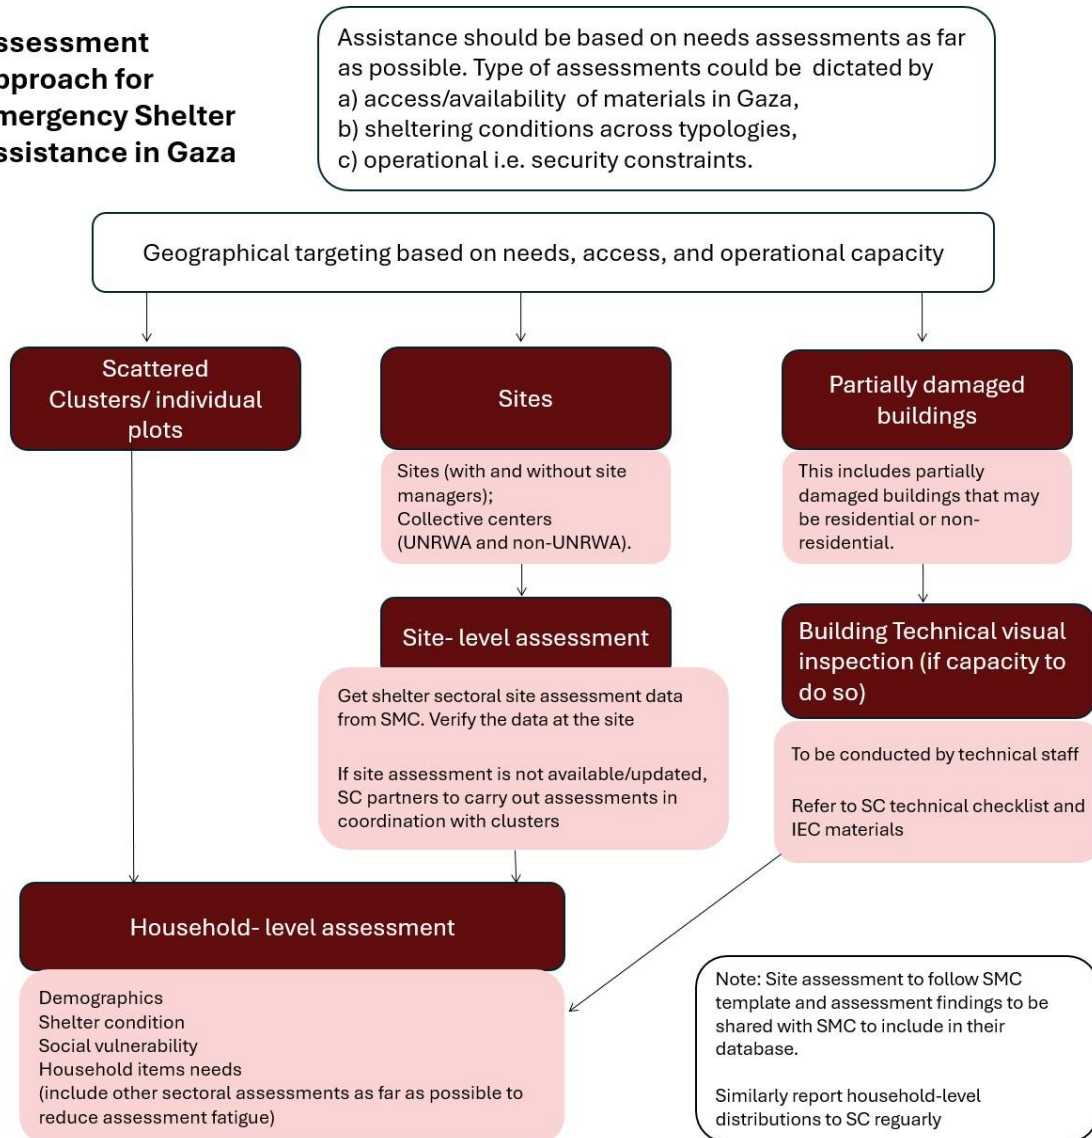 ssessment
pproach for
mergency Shelter
ssistance in Gaza
Assistance should be based on needs assessments as far
as possible. Type of assessments could be dictated by
a) access/availability of materials in Gaza,
b) sheltering conditions across typologies,
c) operational i.e. security constraints.
Geographical targeting based on needs, access, and operational capacity
Scattered
Clusters/ individual
plots
Sites
Partially damaged
buildings
Sites (with and without site
managers);
Collective centers
(UNRWA and non-UNRWA).
This includes partially
damaged buildings that may
be residential or non-
residential.
Site- level assessment
Building Technical visual
inspection (if capacity to
do so)
Get shelter sectoral site assessment data
from SMC. Verify the data at the site
If site assessment is not available/updated,
SC partners to carry out assessments in
coordination with clusters
To be conducted by technical staff
Refer to SC technical checklist and
IEC materials
Household- level assessment
Demographics
Shelter condition
Social vulnerability
Household items needs
(include other sectoral assessments as far as possible to
reduce assessment fatigue)
Note: Site assessment to follow SMC
template and assessment findings to be
shared with SMC to include in their
database.
Similarly report household-level
distributions to SC reguarly